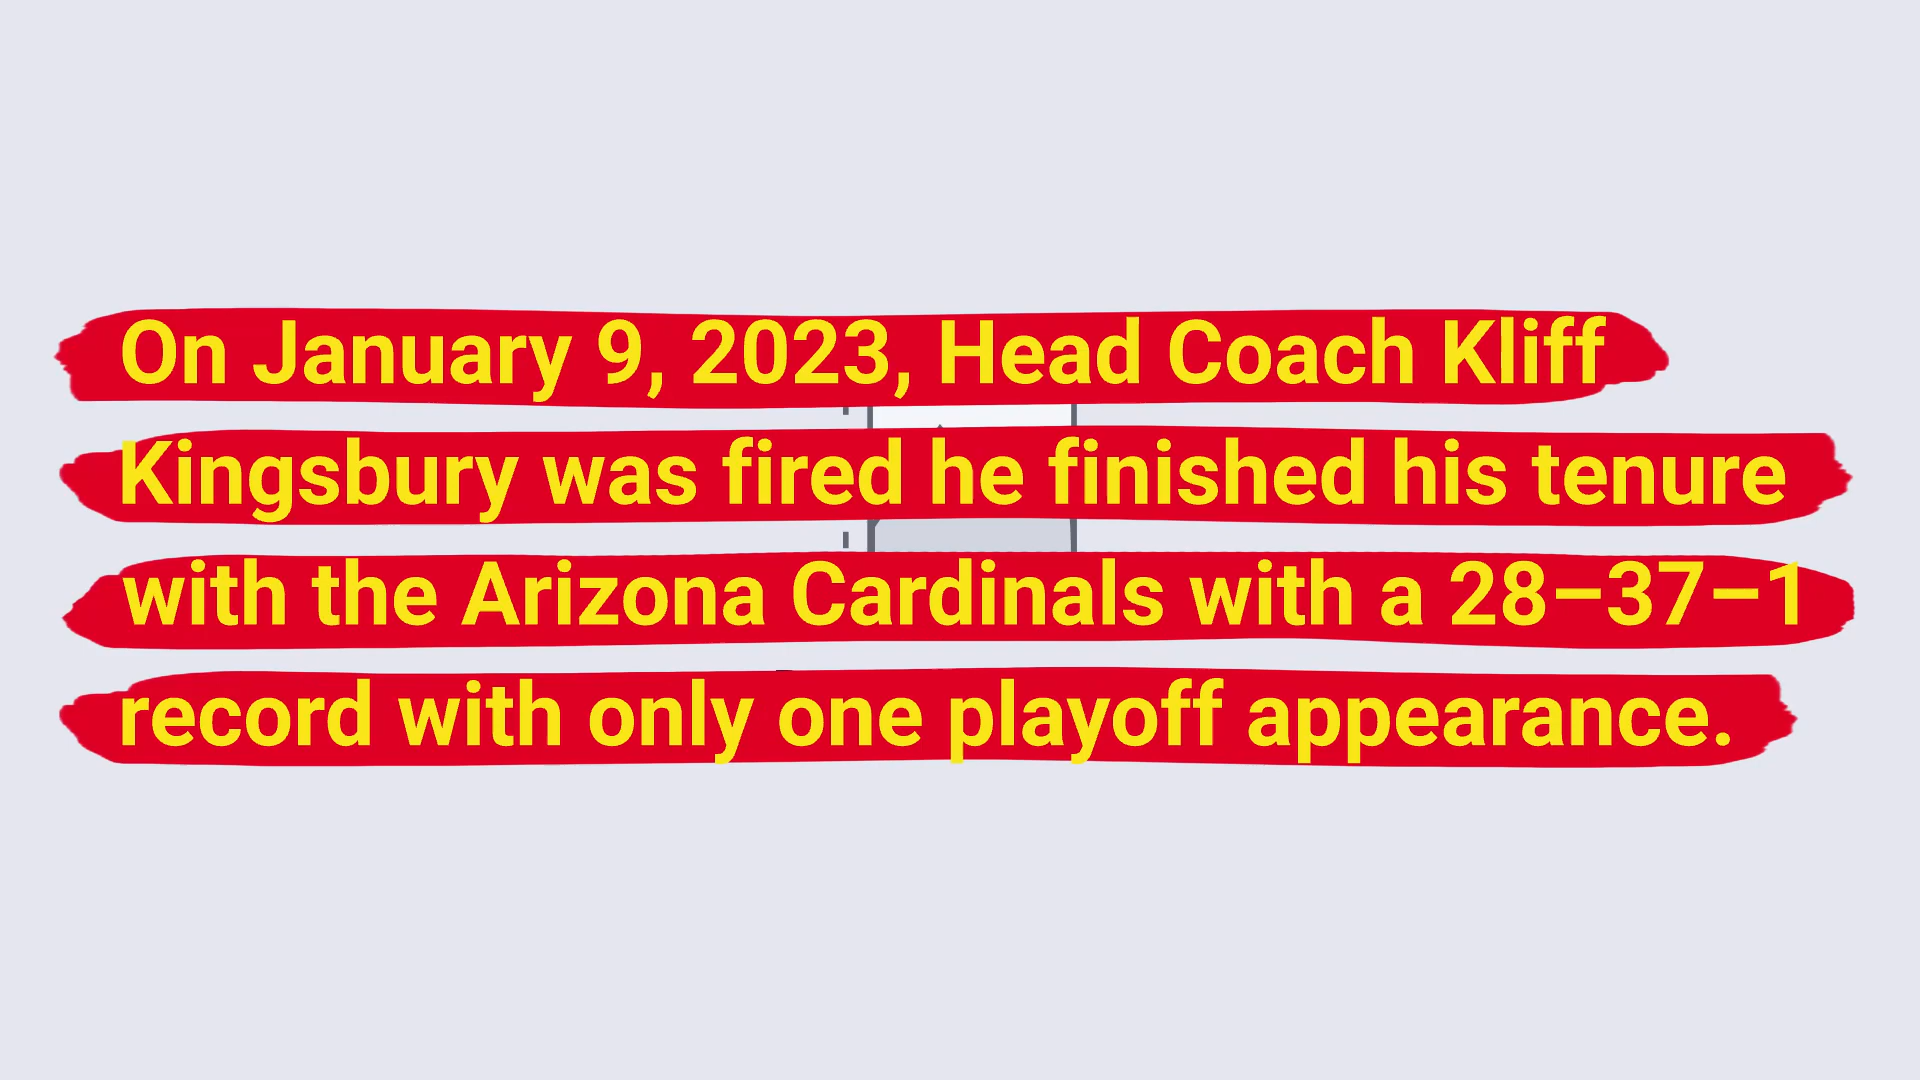 On January 9, 2023, Head Coach Kliff
Kingsbury was fired he finished his tenure
with the Arizona Cardinals with a 28–37–1
record with only one playoff appearance.